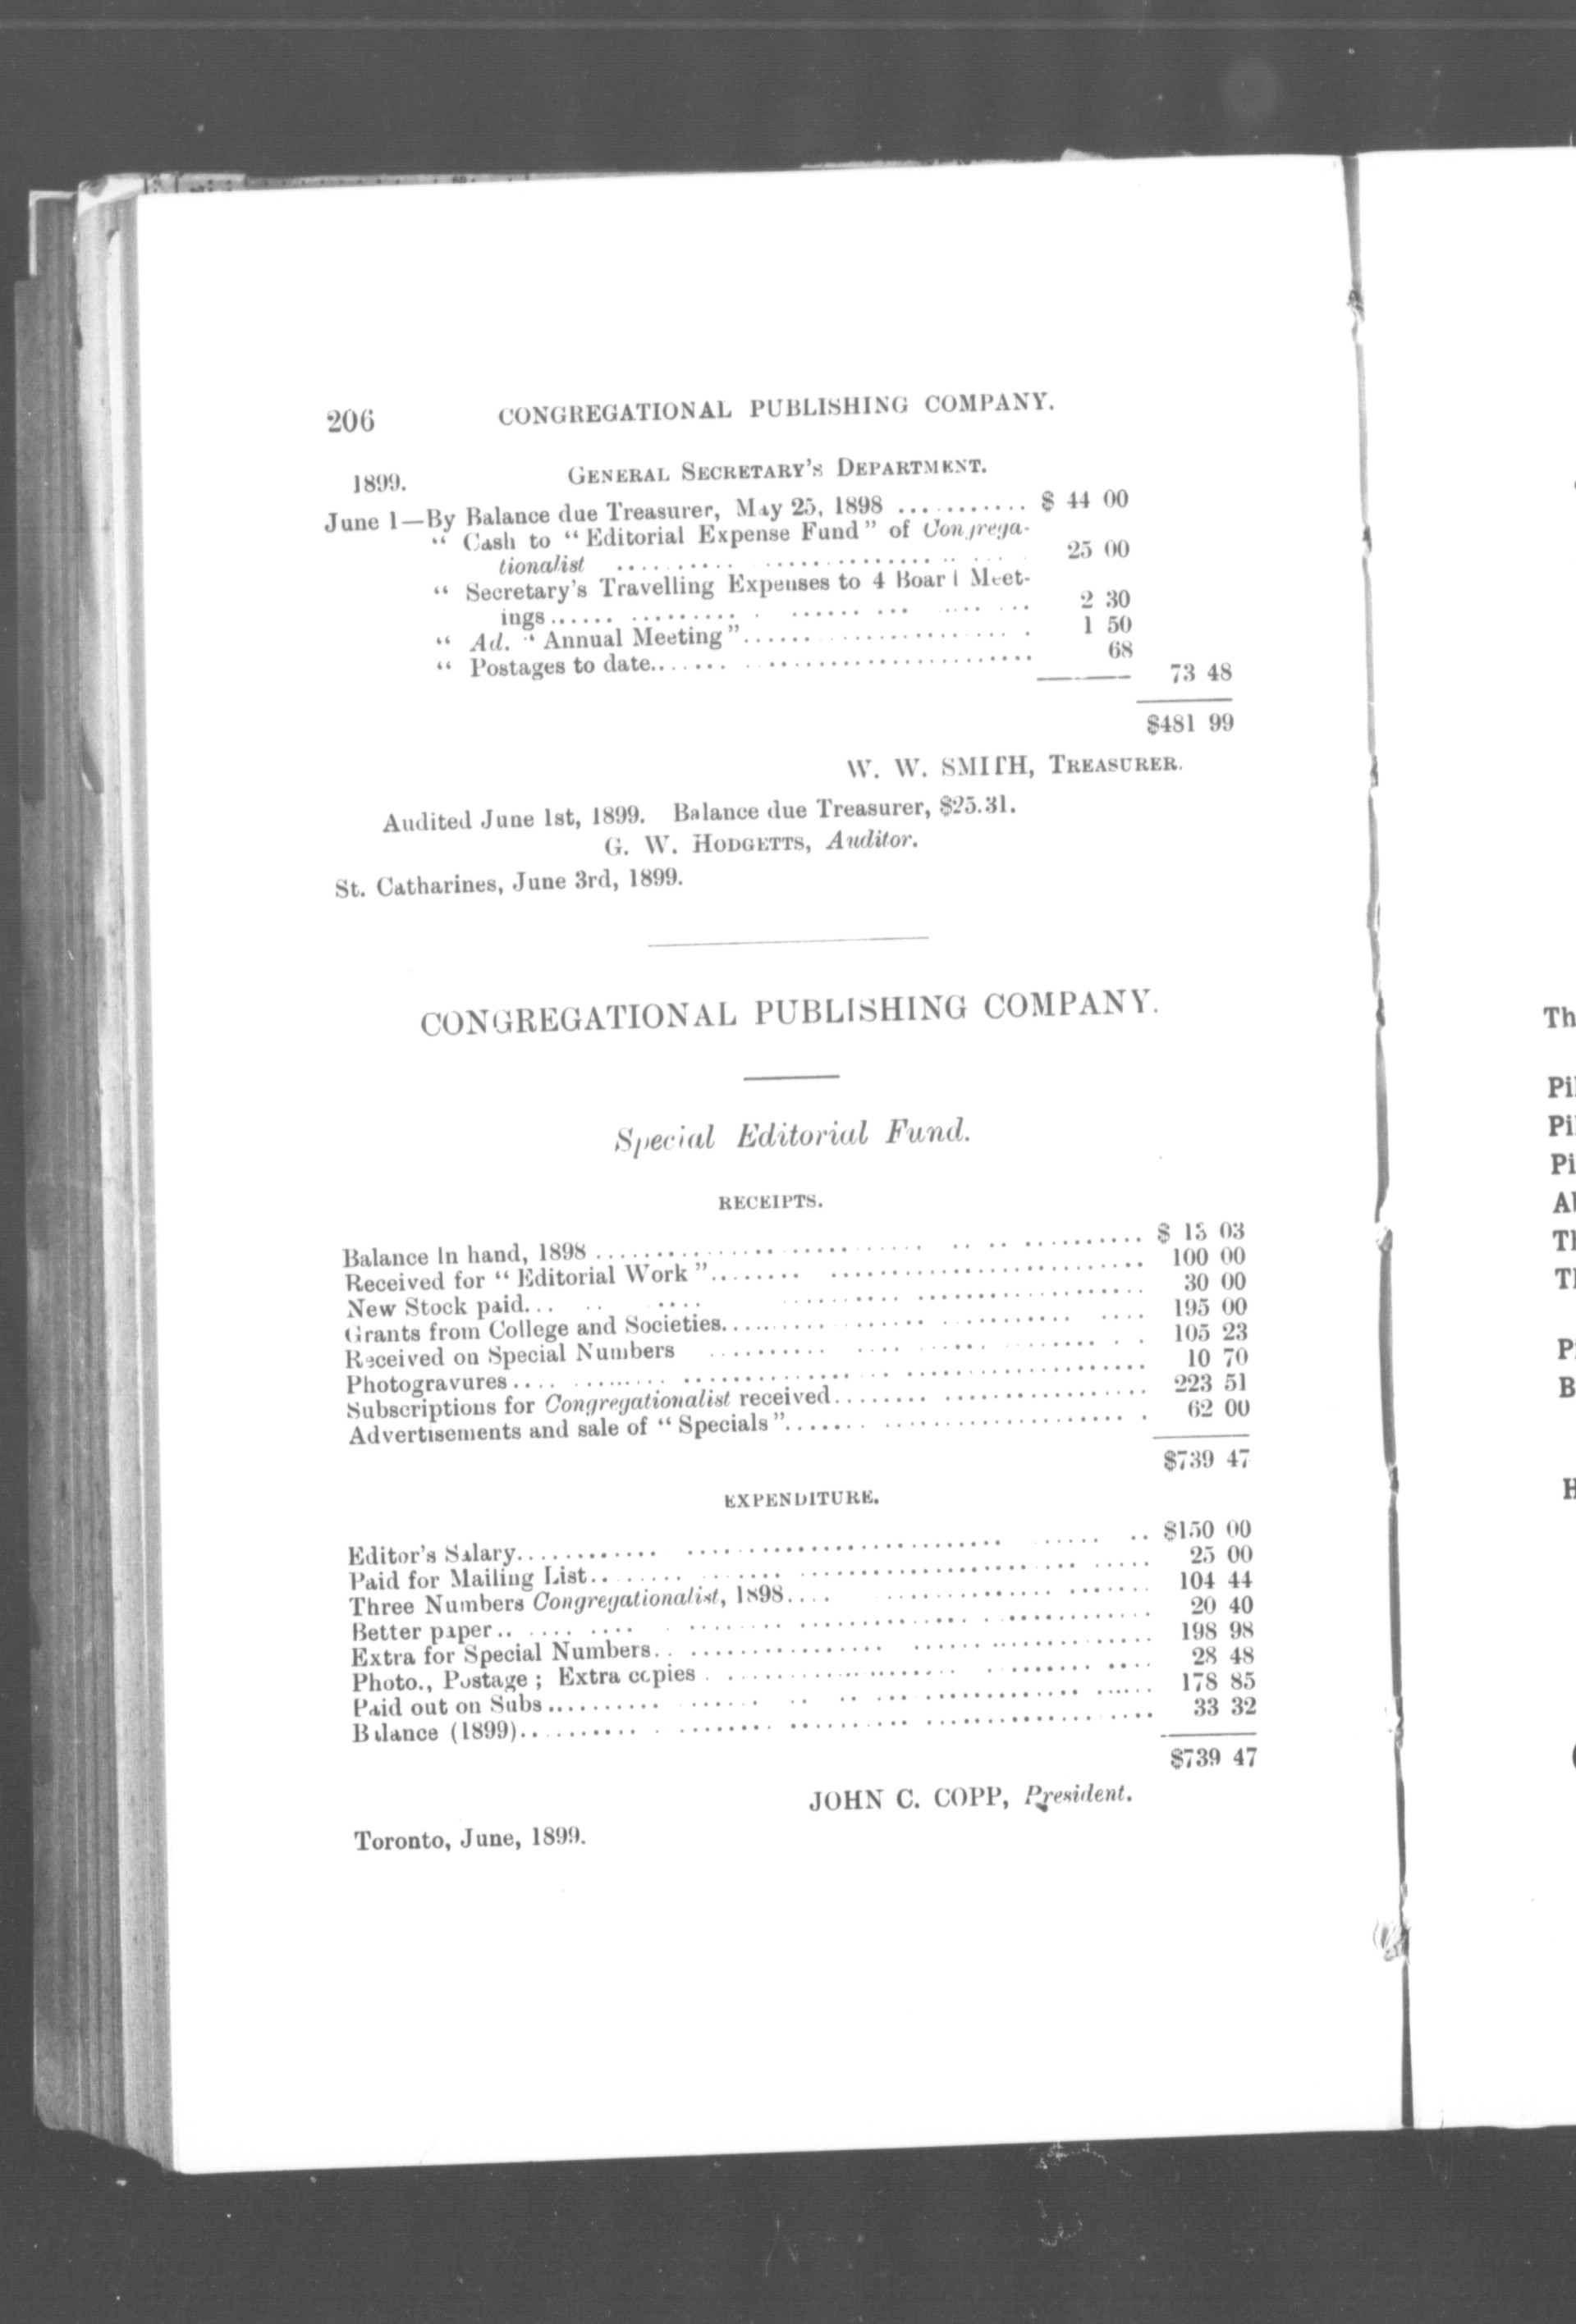 206 CONGREGATIONAL PUBLISHING COMPANY.
1899. GENERAL SECRETARY'S DEPARTMENT.
June 1—By Balance due Treasurer, May 25, 1898 ........... $ 44 00
“ Cash to “Editorial Expense Fund” of Congrega-
tionalist ........... 25 00
“ Secretary's Travelling Expenses to 4 Board Meet-
ings ........... 2 30
“ Ad. “Annual Meeting” ........... 1 50
“ Postages to date ........... 68
73 48
$481 99
W. W. SMITH, TREASURER.
Audited June 1st, 1899. Balance due Treasurer, $25.31.
G. W. HODGETTS, Auditor.
St. Catharines, June 3rd, 1899.
CONGREGATIONAL PUBLISHING COMPANY.
Special Editorial Fund.
RECEIPTS.
Balance in hand, 1898 ........... $ 13 03
Received for “Editorial Work” ........... 100 00
New Stock paid ........... 30 00
Grants from College and Societies ........... 195 00
Received on Special Numbers ........... 105 23
Photogravures ........... 10 70
Subscriptions for Congregationalist received ........... 223 51
Advertisements and sale of “Specials” ........... 62 00
$739 47
EXPENDITURE.
Editor's Salary ........... $150 00
Paid for Mailing List ........... 25 00
Three Numbers Congregationalist, 1898 ........... 104 44
Better paper ........... 20 40
Extra for Special Numbers ........... 198 98
Photo., Postage; Extra copies ........... 28 48
Paid out on Subs ........... 178 85
Balance (1899) ........... 33 32
$739 47
JOHN C. COPP, President.
Toronto, June, 1899.